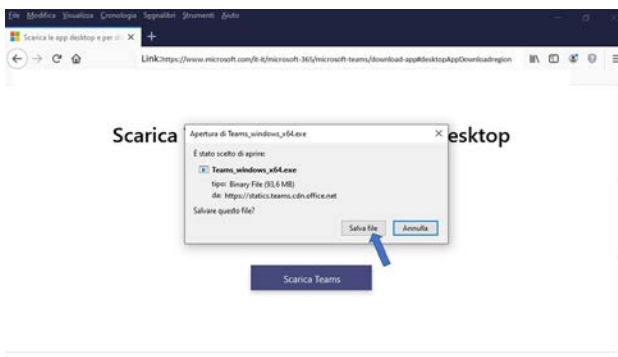 File Modifica Visualizza Cronologia Segnalibri Strumenti Aiuto
Scarica le app desktop e per di
Link:https://www.microsoft.com/it-it/microsoft-365/microsoft-teams/download-app#desktopAppDownloadregion
Scarica
esktop
Apertura di Teams_windows_x64.exe
È stato scelto di aprire:
Teams_windows_x64.exe
tipo: Binary File (93,6 MB)
da: https://statics.teams.cdn.office.net
Salvare questo file?
Salva file Annulla
Scarica Teams